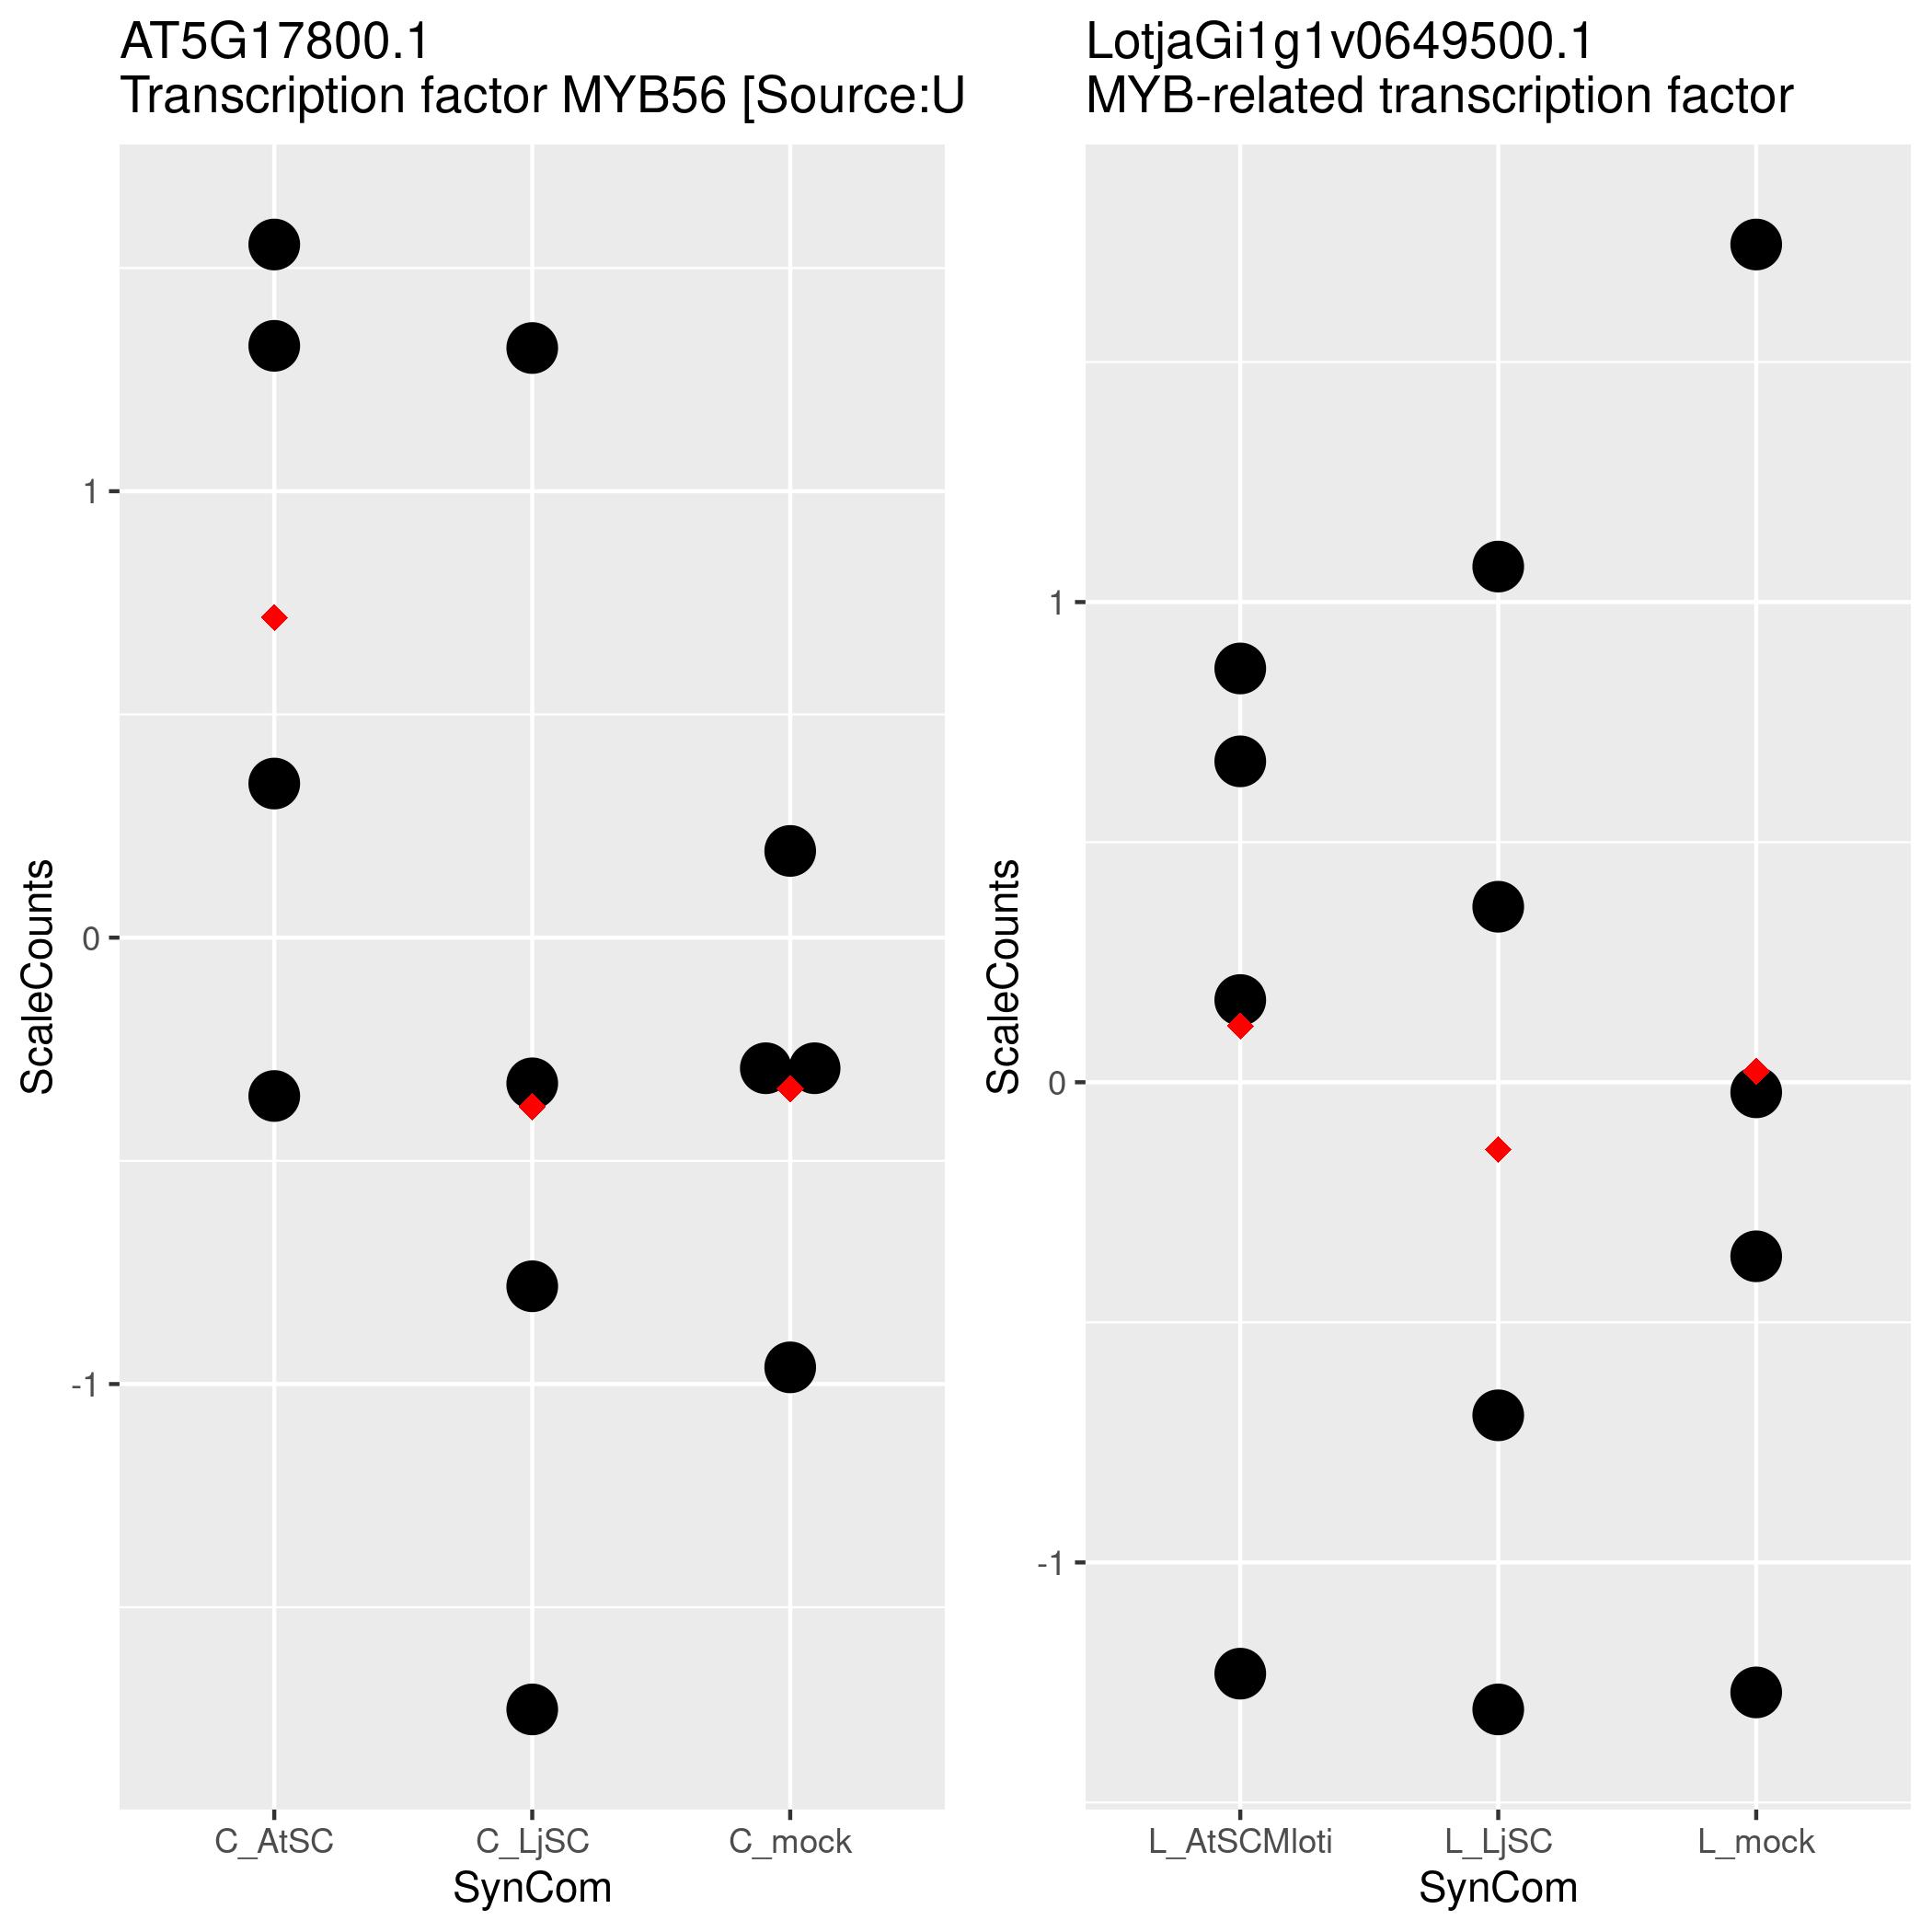 AT5G17800.1
Transcription factor MYB56 [Source:U
ScaleCounts
1
0
-1
C_AtSC
C_LjSC
C_mock
SynCom
LotjaGi1g1v0649500.1
MYB-related transcription factor
ScaleCounts
1
0
-1
L_AtSCMloti
L_LjSC
L_mock
SynCom